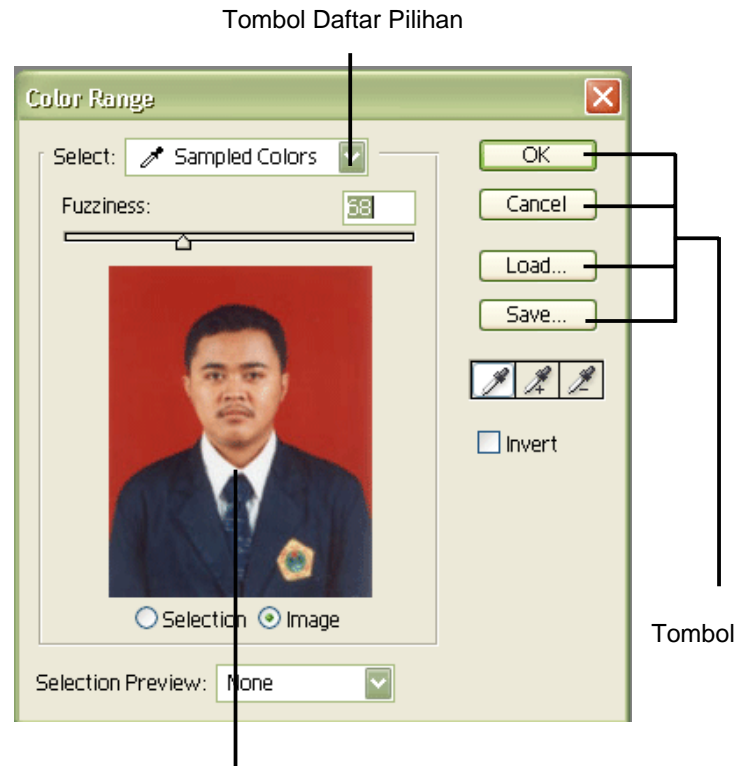 Tombol Daftar Pilihan
Color Range
Select: Sampled Colors
OK
Fuzziness: 68
Cancel
Load...
Save...
Invert
Selection Image
Tombol
Selection Preview: None